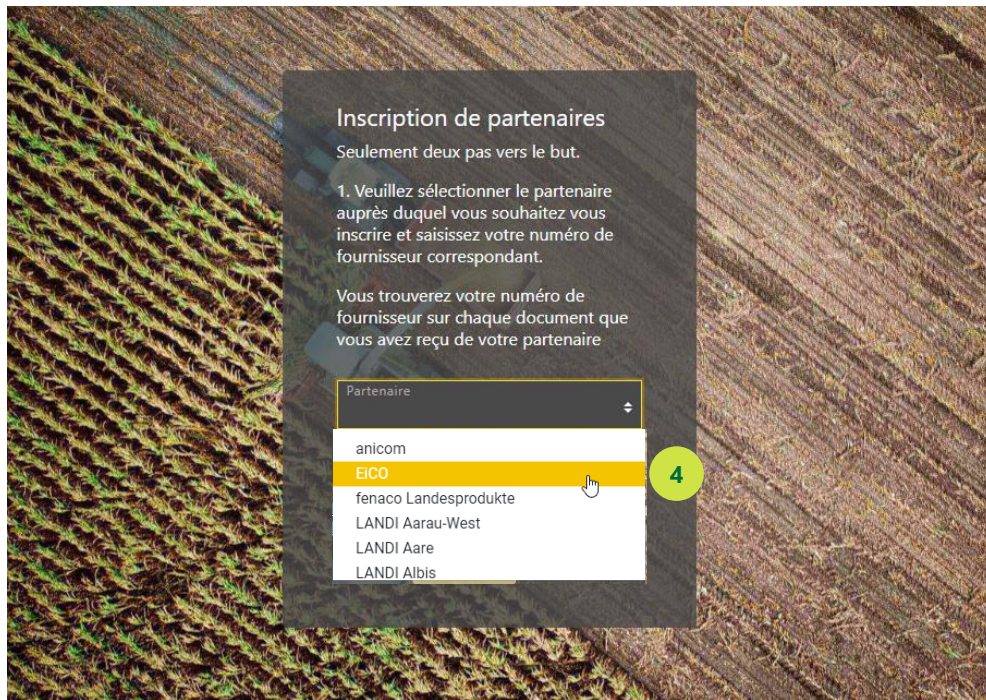 Inscription de partenaires
Seulement deux pas vers le but.
1. Veuillez sélectionner le partenaire
auprès duquel vous souhaitez vous
inscrire et saisissez votre numéro de
fournisseur correspondant.
Vous trouverez votre numéro de
fournisseur sur chaque document que
vous avez reçu de votre partenaire
Partenaire
anicom
EiCO
4
fenaco Landesprodukte
LANDI Aarau-West
LANDI Aare
LANDI Albis